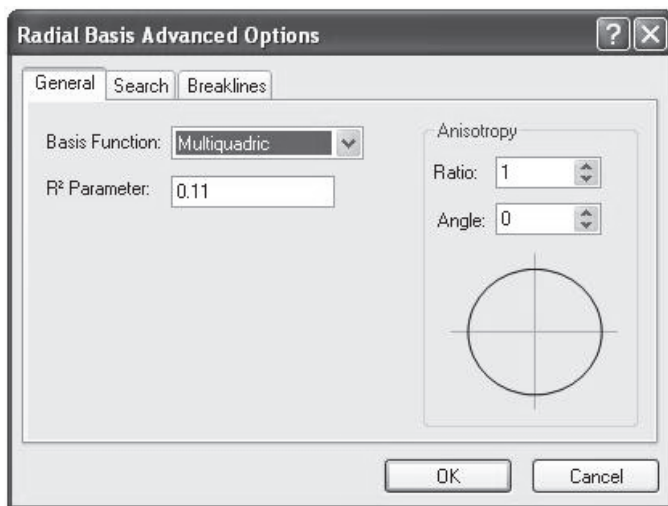 Radial Basis Advanced Options
General Search Breaklines
Basis Function: Multiquadric
R² Parameter: 0.11
Anisotropy
Ratio: 1
Angle: 0
OK Cancel